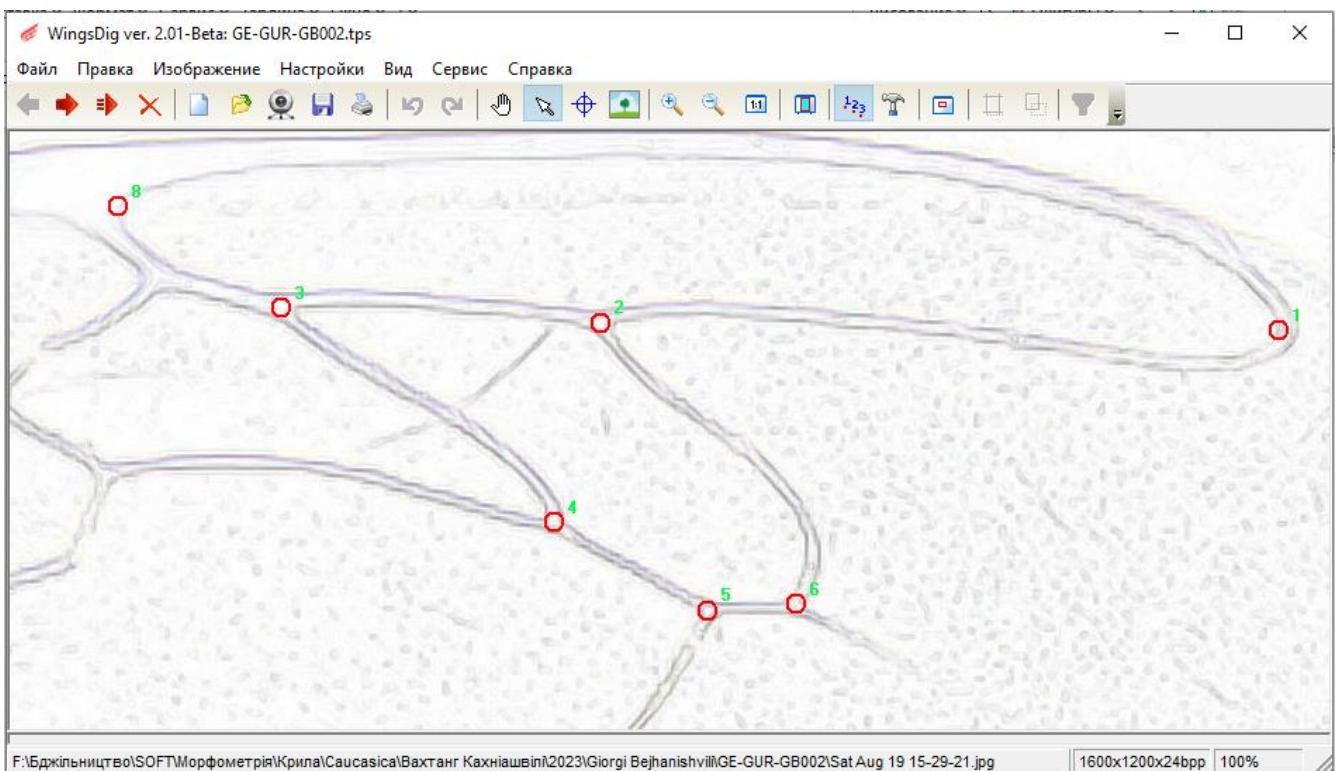 WingsDig ver. 2.01-Beta: GE-GUR-GB002.tps
Файл Правка Изображение Настройки Вид Сервис Справка
1:1 123
8
3
2
1
4
5
6
F:\Бджільництво\SOFT\Морфометрія\Крила\Caucasica\Вахтанг Кахніашвілі\2023\Giorgi Bejhanishvili\GE-GUR-GB002\Sat Aug 19 15-29-21.jpg 1600x1200x24bpp 100%